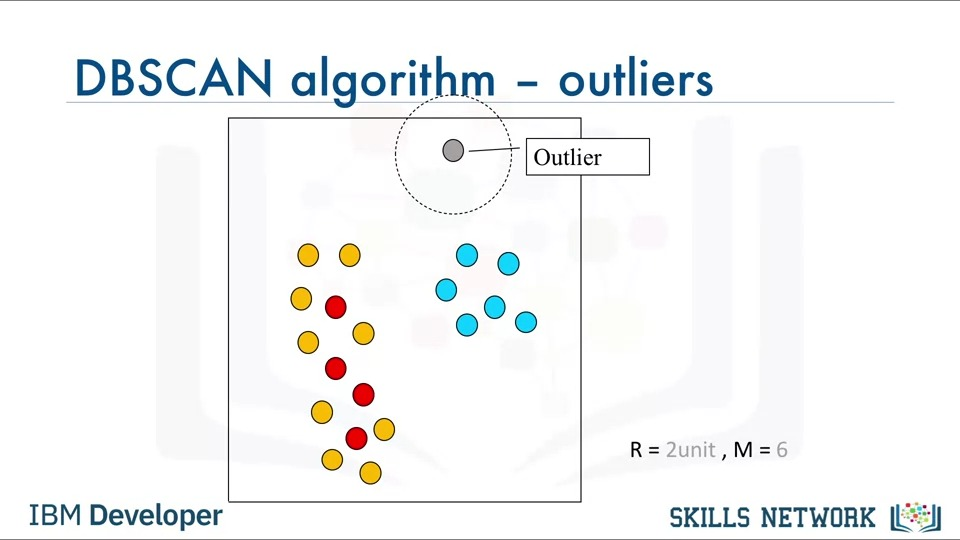 DBSCAN algorithm – outliers
Outlier
R = 2unit , M = 6
IBM Developer
SKILLS NETWORK